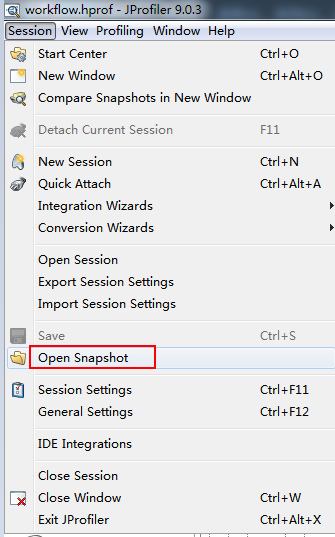 workflow.hprof - JProfiler 9.0.3
Session View Profiling Window Help
Start Center Ctrl+O
New Window Ctrl+Alt+O
Compare Snapshots in New Window
Detach Current Session F11
New Session Ctrl+N
Quick Attach Ctrl+Alt+A
Integration Wizards
Conversion Wizards
Open Session
Export Session Settings
Import Session Settings
Save Ctrl+S
Open Snapshot
Session Settings Ctrl+F11
General Settings Ctrl+F12
IDE Integrations
Close Session
Close Window Ctrl+W
Exit JProfiler Ctrl+Alt+X